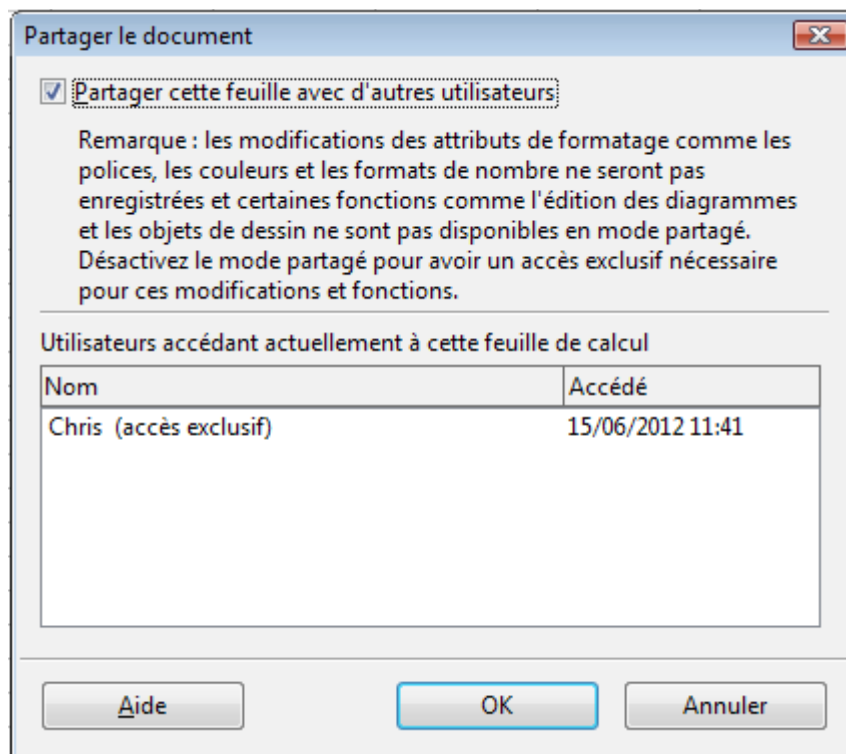 Partager le document
Partager cette feuille avec d'autres utilisateurs
Remarque : les modifications des attributs de formatage comme les
polices, les couleurs et les formats de nombre ne seront pas
enregistrées et certaines fonctions comme l'édition des diagrammes
et les objets de dessin ne sont pas disponibles en mode partagé.
Désactivez le mode partagé pour avoir un accès exclusif nécessaire
pour ces modifications et fonctions.
Utilisateurs accédant actuellement à cette feuille de calcul
Nom Accédé
Chris (accès exclusif) 15/06/2012 11:41
Aide OK Annuler